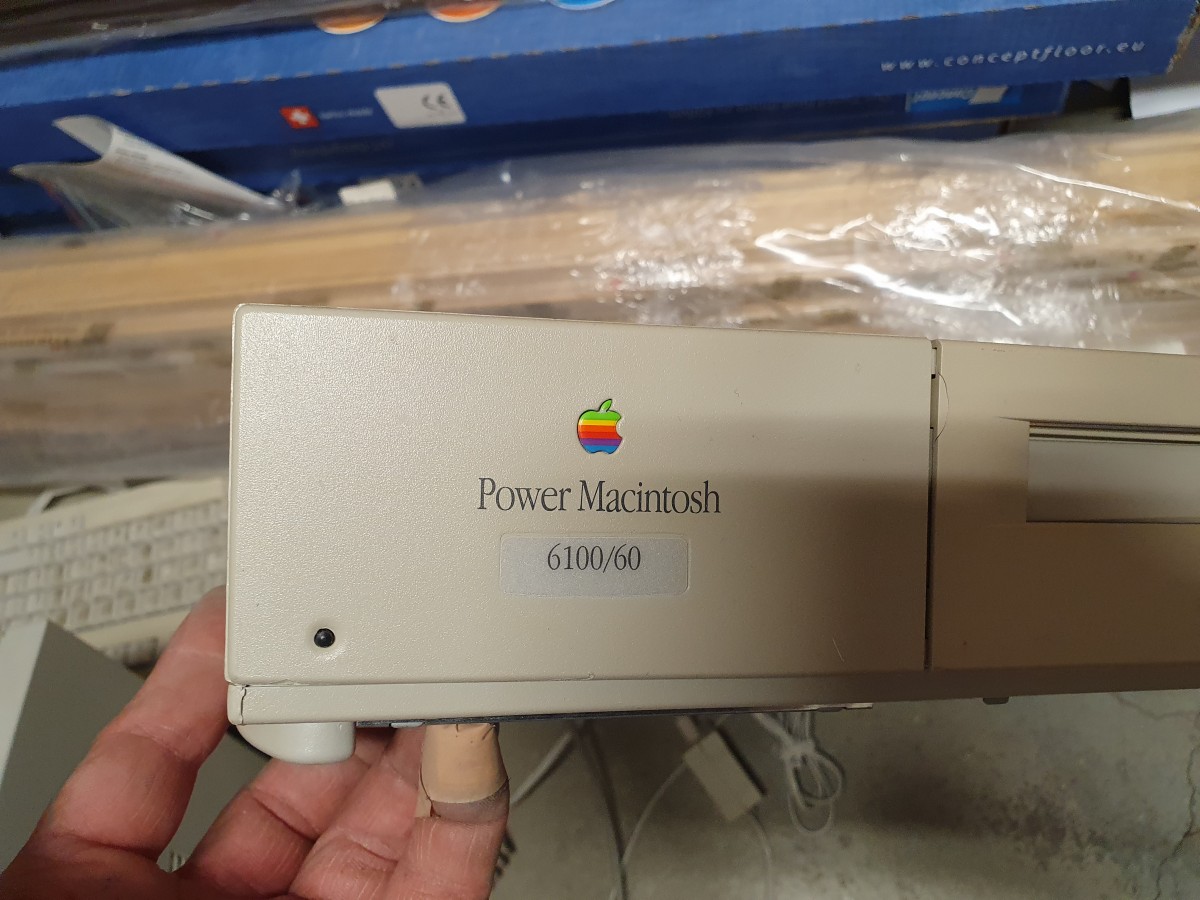 www.conceptfloor.eu
CE
Power Macintosh
6100/60